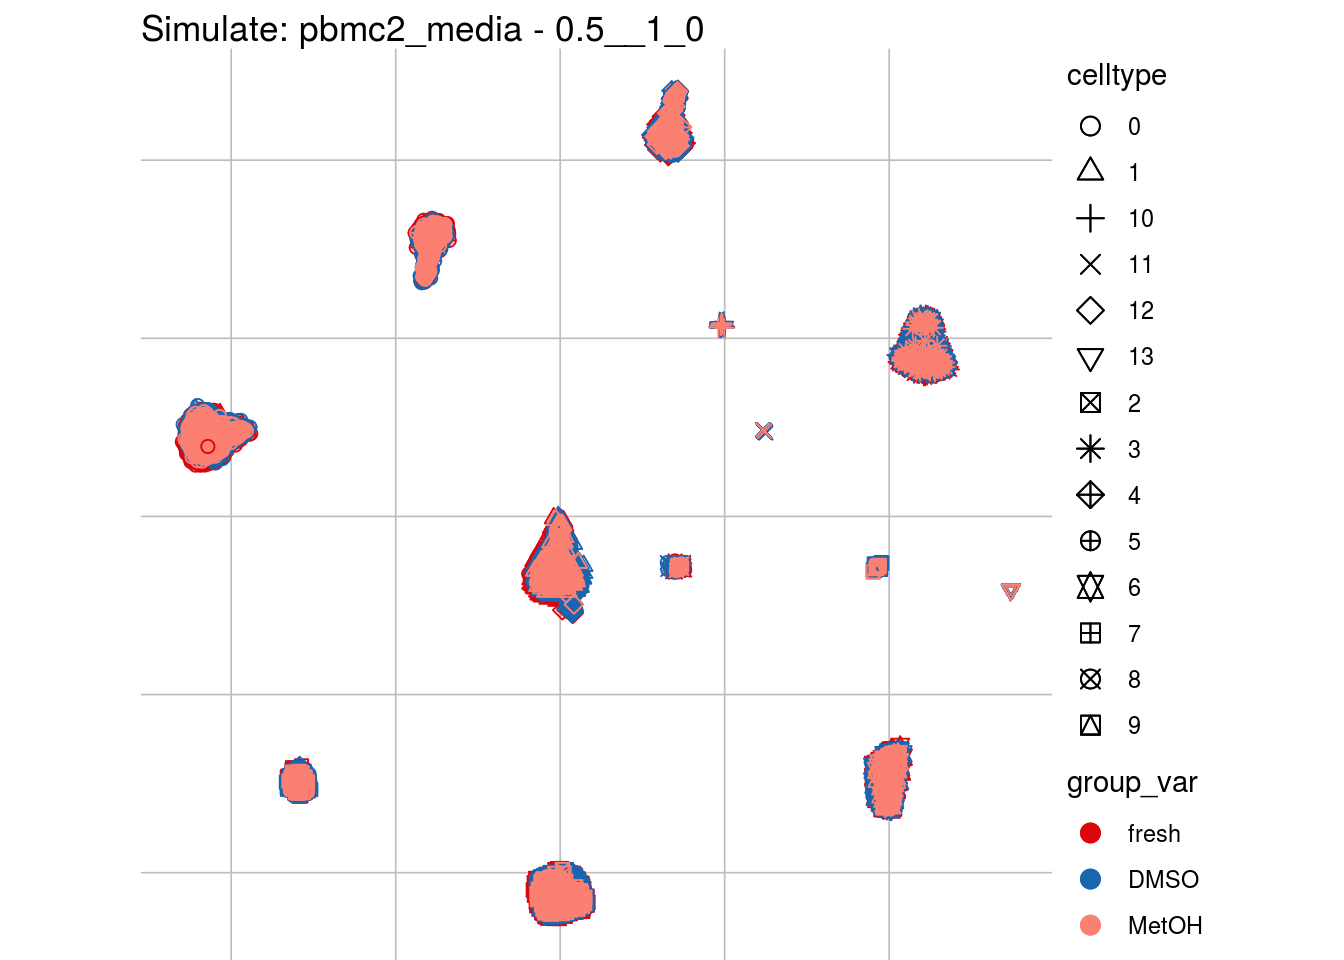 Simulate: pbmc2_media - 0.5__1_0
celltype
0
1
10
11
12
13
2
3
4
5
6
7
8
9
group_var
fresh
DMSO
MetOH